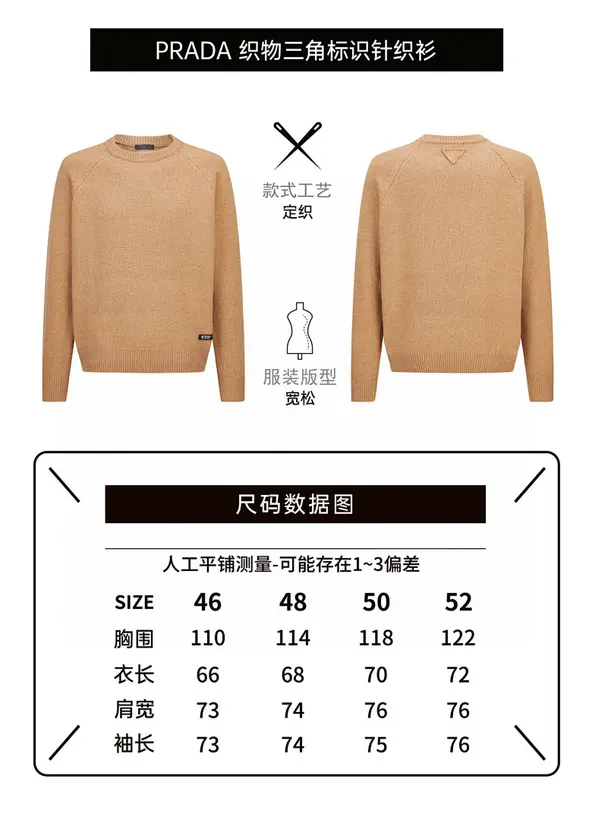 PRADA 织物三角标识针织衫
款式工艺
定织
服装版型
宽松
尺码数据图
人工平铺测量-可能存在1~3偏差
SIZE 46 48 50 52
胸围 110 114 118 122
衣长 66 68 70 72
肩宽 73 74 76 76
袖长 73 74 75 76